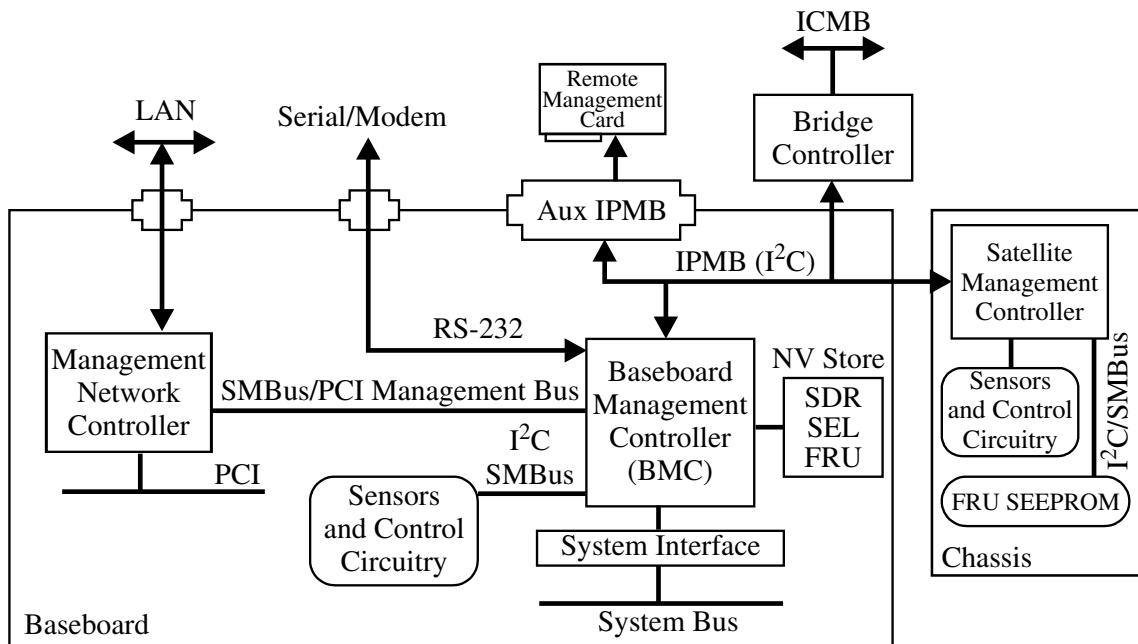 ICMB
LAN
Serial/Modem
Remote
Management
Card
Bridge
Controller
Aux IPMB
IPMB (I²C)
Satellite
Management
Controller
RS-232
Management
Network
Controller
SMBus/PCI Management Bus
Baseboard
Management
Controller
(BMC)
NV Store
SDR
SEL
FRU
Sensors
and Control
Circuitry
I²C/SMBus
I²C
SMBus
PCI
Sensors
and Control
Circuitry
FRU SEEPROM
System Interface
Chassis
System Bus
Baseboard